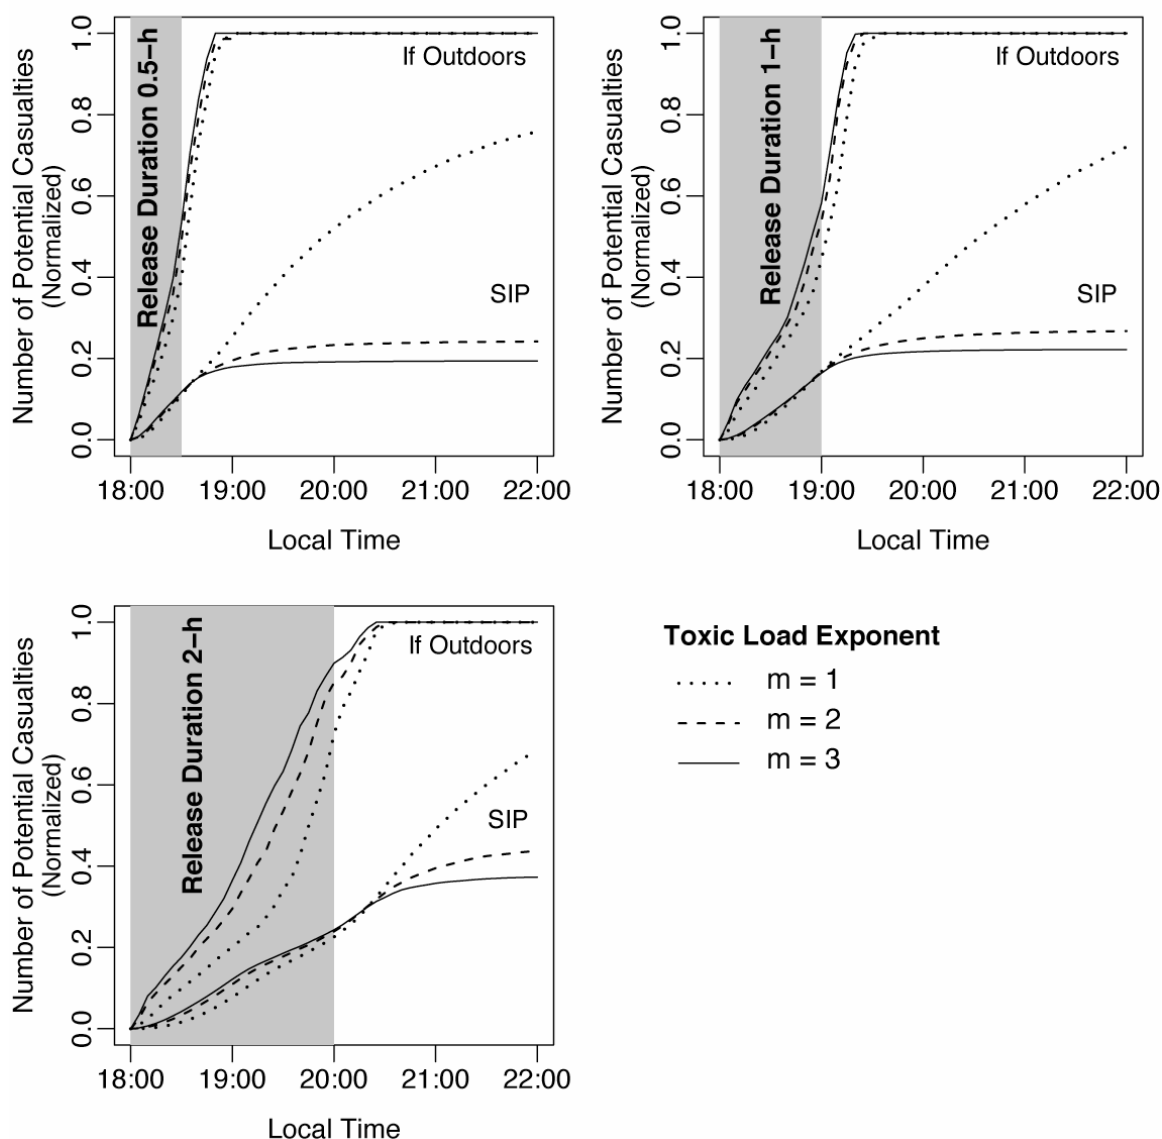 Number of Potential Casualties
(Normalized)
0.0 0.2 0.4 0.6 0.8 1.0
Release Duration 0.5−h
If Outdoors
SIP
18:00 19:00 20:00 21:00 22:00
Local Time
Number of Potential Casualties
(Normalized)
0.0 0.2 0.4 0.6 0.8 1.0
Release Duration 1−h
If Outdoors
SIP
18:00 19:00 20:00 21:00 22:00
Local Time
Number of Potential Casualties
(Normalized)
0.0 0.2 0.4 0.6 0.8 1.0
Release Duration 2−h
If Outdoors
SIP
18:00 19:00 20:00 21:00 22:00
Local Time
Toxic Load Exponent
m = 1
m = 2
m = 3